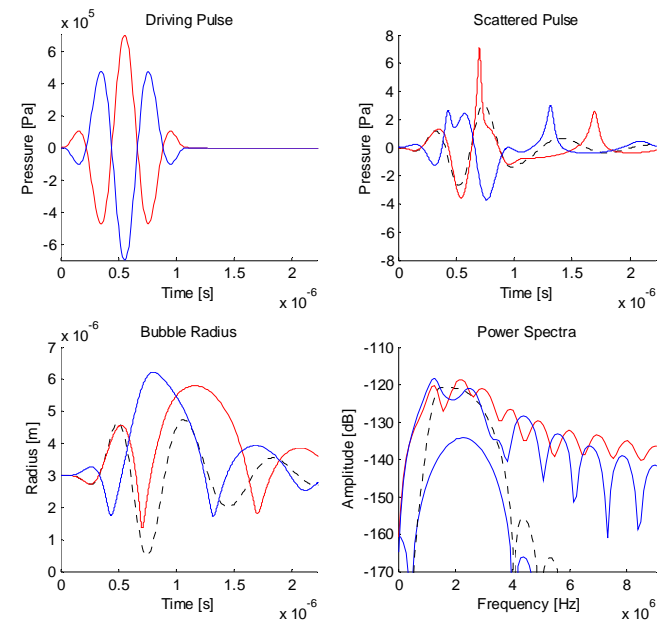 Driving Pulse
x 10^5
Pressure [Pa]
6
4
2
0
-2
-4
-6
0 0.5 1 1.5 2
Time [s]
x 10^-6
Scattered Pulse
Pressure [Pa]
8
6
4
2
0
-2
-4
-6
-8
0 0.5 1 1.5 2
Time [s]
x 10^-6
Bubble Radius
x 10^-6
Radius [m]
7
6
5
4
3
2
1
0
0 0.5 1 1.5 2
Time [s]
x 10^-6
Power Spectra
Amplitude [dB]
-110
-120
-130
-140
-150
-160
-170
0 2 4 6 8
Frequency [Hz]
x 10^6